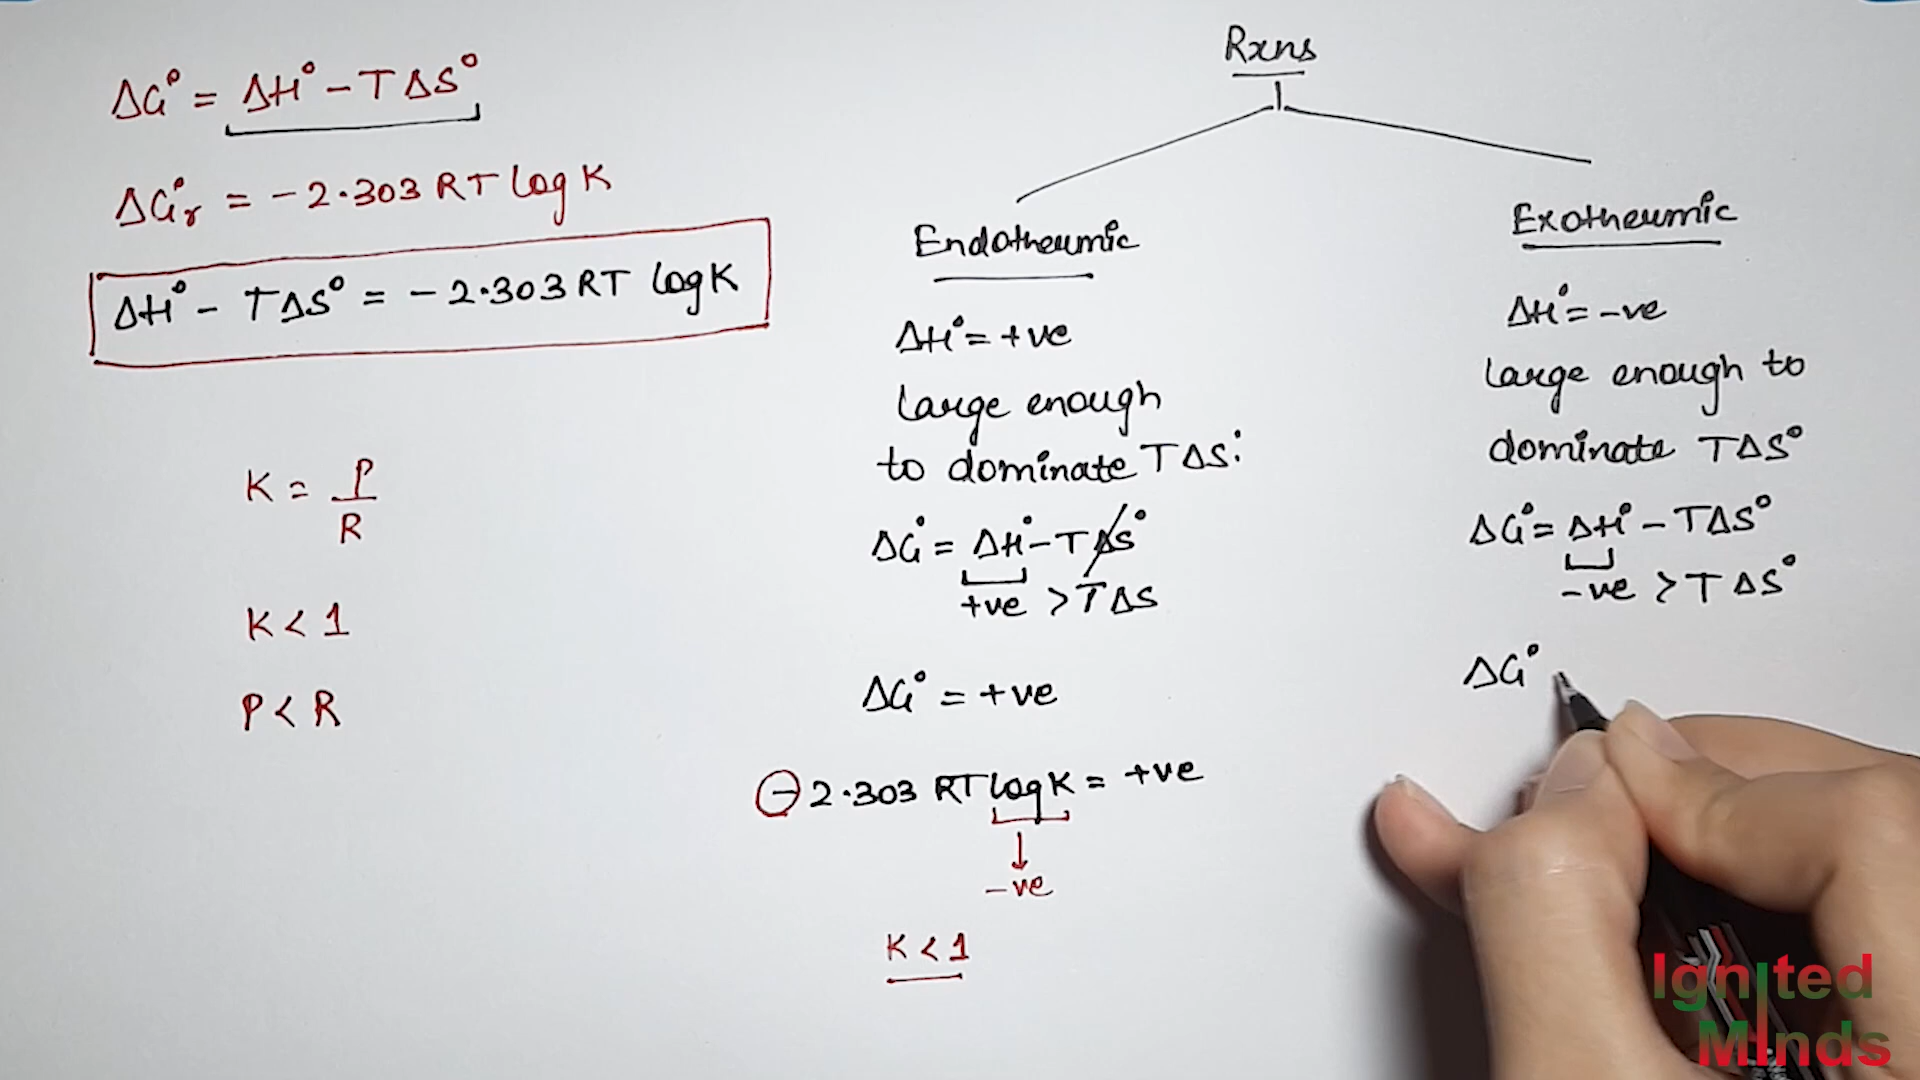 ΔG° = ΔH° - TΔS°
ΔG°r = -2.303 RT log K
ΔH° - TΔS° = -2.303 RT log K
K = P/R
K < 1
P < R
Rxns
Endothermic
ΔH° = +ve
large enough
to dominate TΔS°.
ΔG° = ΔH° - TΔS°
+ve > TΔS
ΔG° = +ve
-2.303 RT log K = +ve
↓
-ve
K < 1
Exothermic
ΔH° = -ve
large enough to
dominate TΔS°
ΔG° = ΔH° - TΔS°
-ve > TΔS°
ΔG°
Ignited
Minds